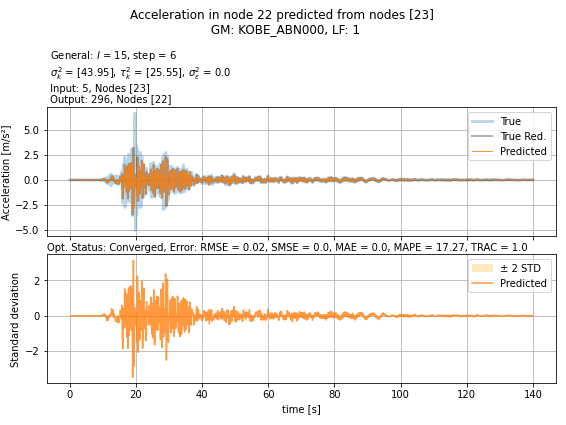 Acceleration in node 22 predicted from nodes [23]
GM: KOBE_ABN000, LF: 1
General: l = 15, step = 6
σ²ₖ = [43.95], τ²ₖ = [25.55], σ²ε = 0.0
Input: 5, Nodes [23]
Output: 296, Nodes [22]
Acceleration [m/s²]
5.0
2.5
0.0
−2.5
−5.0
True
True Red.
Predicted
Opt. Status: Converged, Error: RMSE = 0.02, SMSE = 0.0, MAE = 0.0, MAPE = 17.27, TRAC = 1.0
Standard deviation
2
0
−2
± 2 STD
Predicted
0 20 40 60 80 100 120 140
time [s]